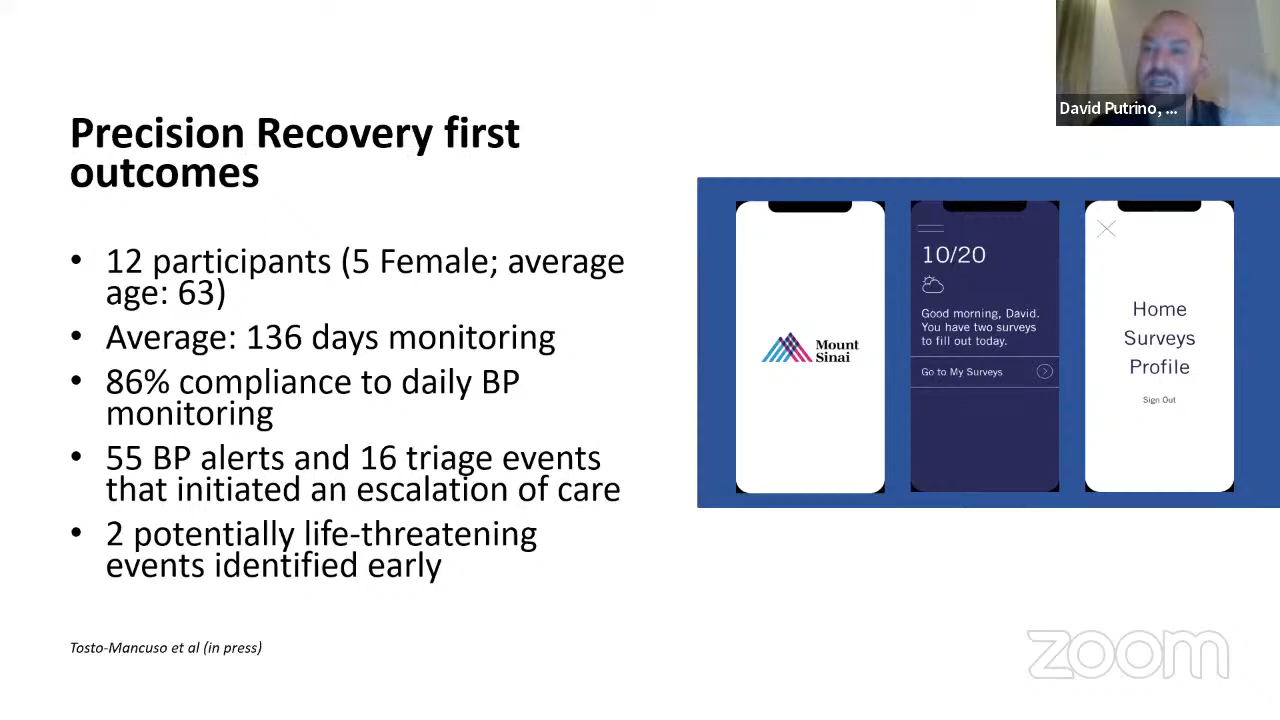 David Putrino, ...
Precision Recovery first
outcomes
• 12 participants (5 Female; average
age: 63)
• Average: 136 days monitoring
• 86% compliance to daily BP
monitoring
• 55 BP alerts and 16 triage events
that initiated an escalation of care
• 2 potentially life-threatening
events identified early
Tosto-Mancuso et al (in press)
Mount
Sinai
10/20
Good morning, David.
You have two surveys
to fill out today.
Go to My Surveys
Home
Surveys
Profile
Sign Out
zoom